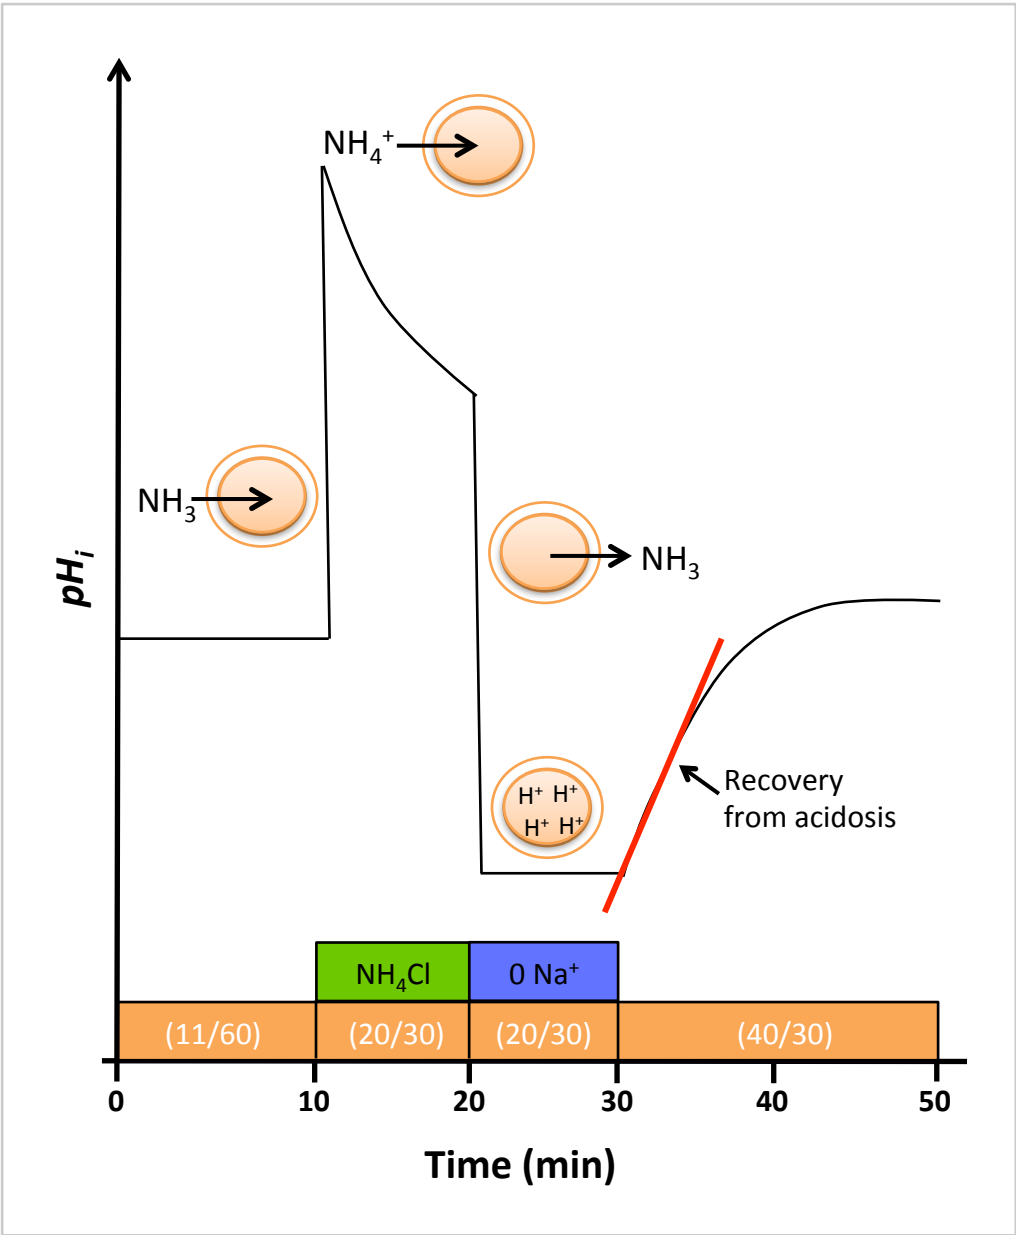 NH₄⁺
NH₃
pHᵢ
NH₃
H⁺ H⁺
H⁺ H⁺
Recovery
from acidosis
NH₄Cl
0 Na⁺
(11/60)
(20/30)
(20/30)
(40/30)
0
10
20
30
40
50
Time (min)